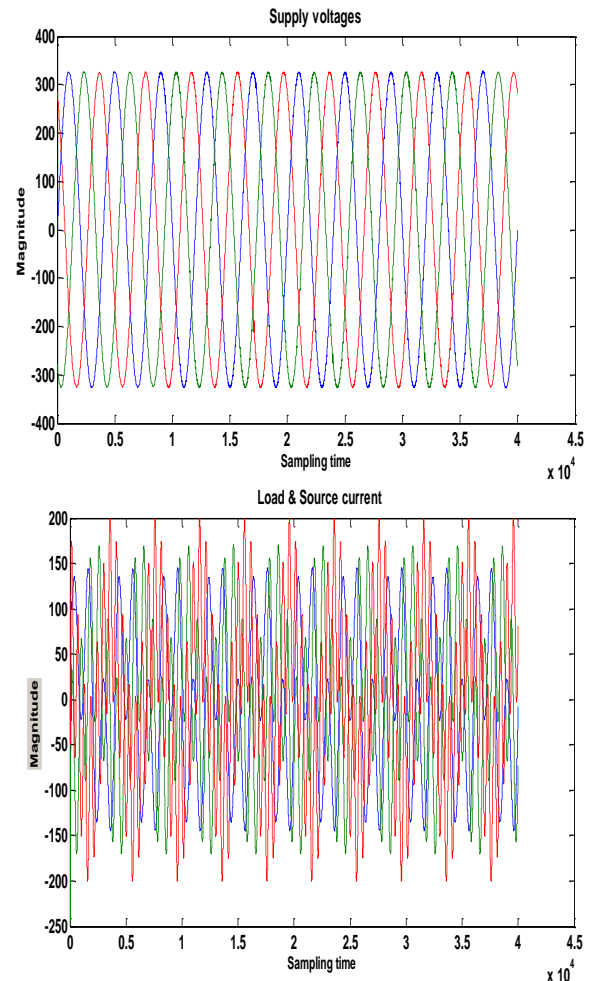 Supply voltages
400
300
200
100
0
-100
-200
-300
-400
Magnitude
0 0.5 1 1.5 2 2.5 3 3.5 4 4.5
Sampling time
x 10^4
Load & Source current
200
150
100
50
0
-50
-100
-150
-200
-250
Magnitude
0 0.5 1 1.5 2 2.5 3 3.5 4 4.5
Sampling time
x 10^4